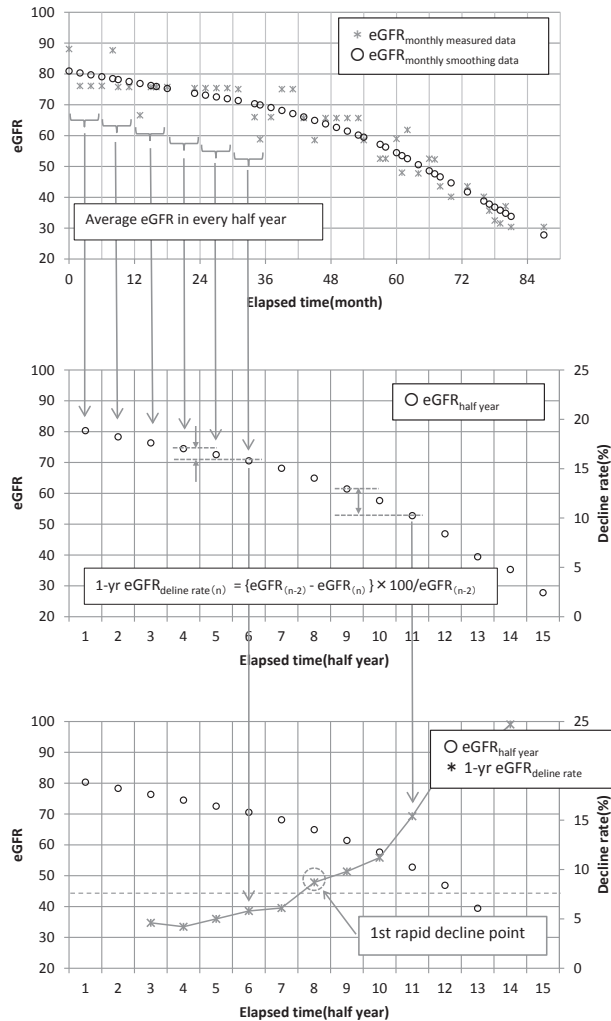 100
90
80
70
60
50
40
30
20
eGFR
eGFRmonthly measured data
eGFRmonthly smoothing data
Average eGFR in every half year
0 12 24 36 48 60 72 84
Elapsed time(month)
100
90
80
70
60
50
40
30
20
eGFR
eGFRhalf year
25
20
15
10
5
0
Decline rate(%)
1-yr eGFRdeline rate(n) = {eGFR(n-2) - eGFR(n)} × 100/eGFR(n-2)
1 2 3 4 5 6 7 8 9 10 11 12 13 14 15
Elapsed time(half year)
100
90
80
70
60
50
40
30
20
eGFR
eGFRhalf year
1-yr eGFRdeline rate
25
15
10
5
0
Decline rate(%)
1st rapid decline point
1 2 3 4 5 6 7 8 9 10 11 12 13 14 15
Elapsed time(half year)